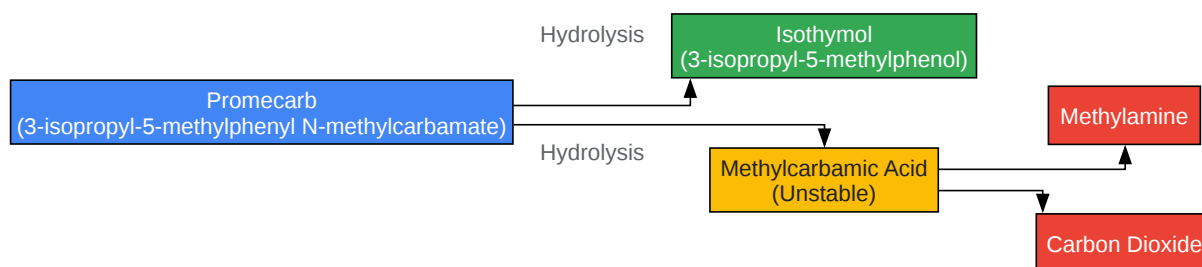 Hydrolysis
Isothymol
(3-isopropyl-5-methylphenol)
Promecarb
(3-isopropyl-5-methylphenyl N-methylcarbamate)
Hydrolysis
Methylcarbamic Acid
(Unstable)
Methylamine
Carbon Dioxide